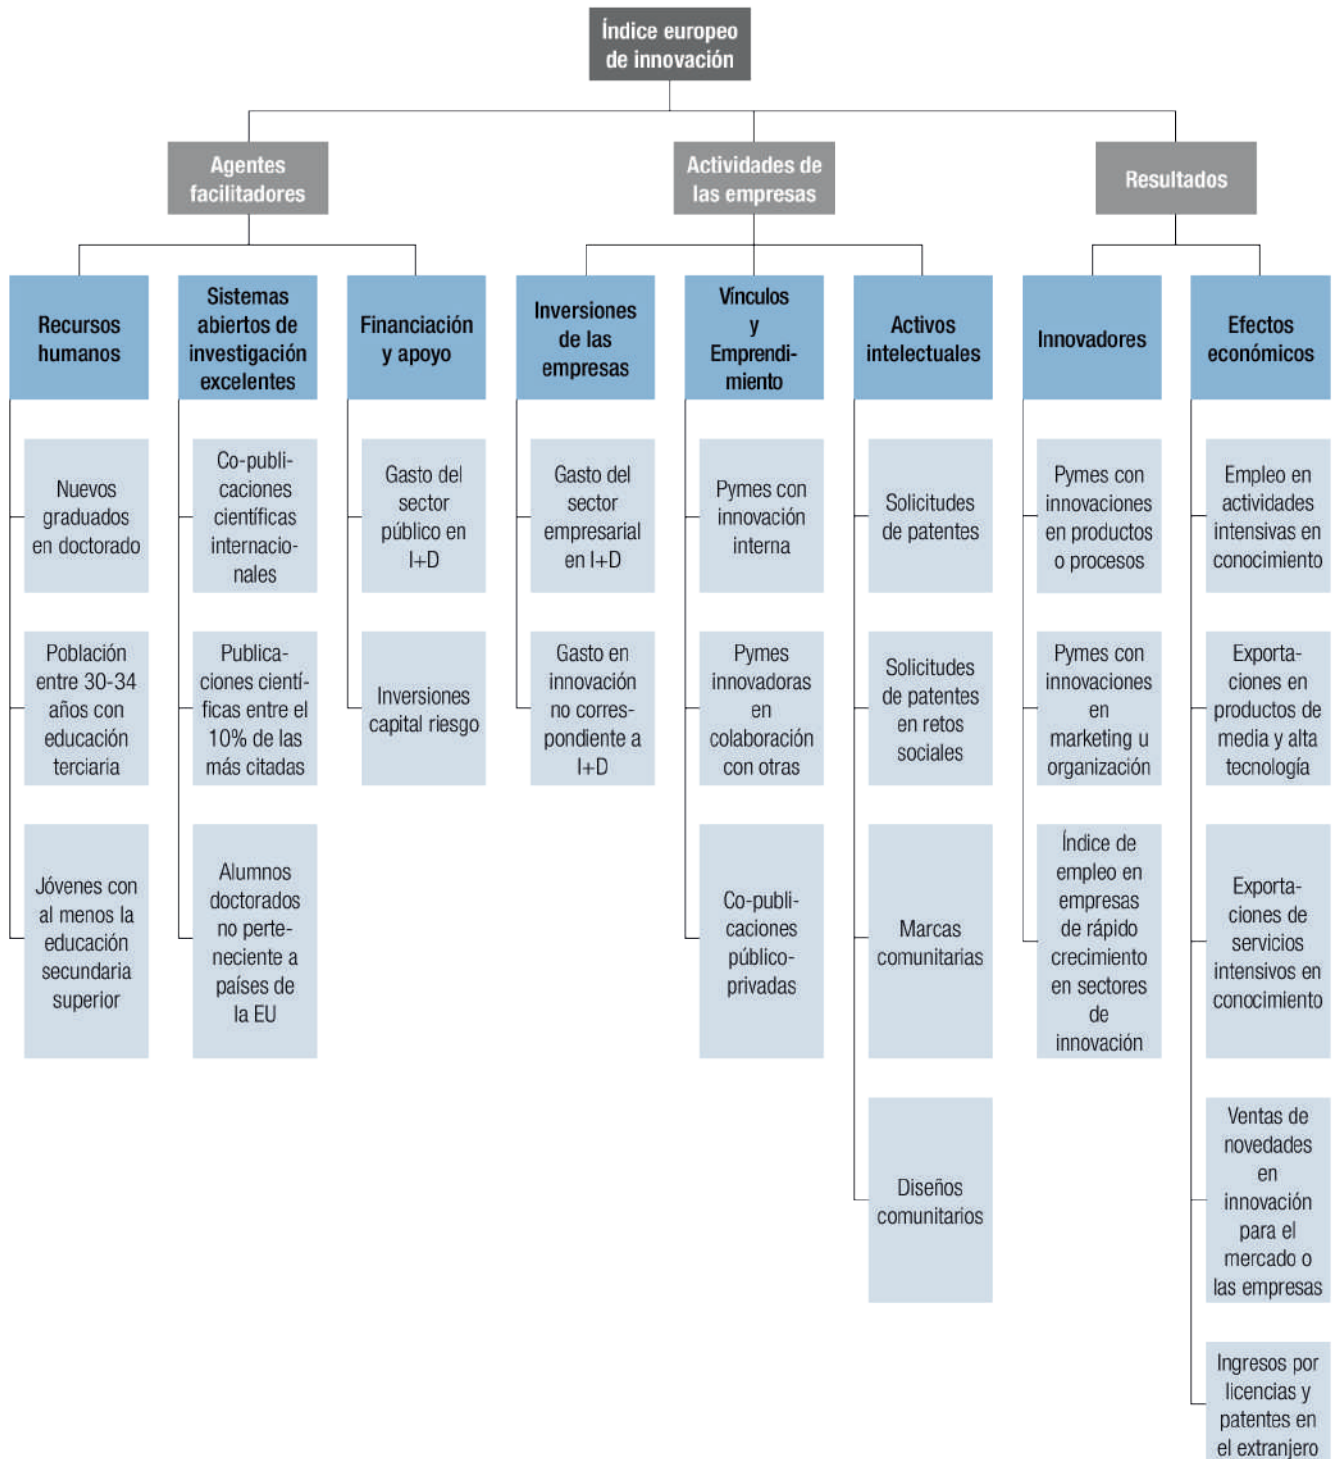 Índice europeo
de innovación
Agentes
facilitadores
Actividades de
las empresas
Resultados
Recursos
humanos
Sistemas
abiertos de
investigación
excelentes
Financiación
y apoyo
Inversiones
de las
empresas
Vínculos
y
Emprendi-
miento
Activos
intelectuales
Innovadores
Efectos
económicos
Nuevos
graduados
en doctorado
Co-publi-
caciones
científicas
internacio-
nales
Gasto del
sector
público en
I+D
Gasto del
sector
empresarial
en I+D
Pymes con
innovación
interna
Solicitudes
de patentes
Pymes con
innovaciones
en productos
o procesos
Empleo en
actividades
intensivas en
conocimiento
Población
entre 30-34
años con
educación
terciaria
Publica-
ciones cientí-
ficas entre el
10% de las
más citadas
Inversiones
capital riesgo
Gasto en
innovación
no corres-
pondiente a
I+D
Pymes
innovadoras
en
colaboración
con otras
Solicitudes
de patentes
en retos
sociales
Pymes con
innovaciones
en
marketing u
organización
Exporta-
ciones en
productos de
media y alta
tecnología
Jóvenes con
al menos la
educación
secundaria
superior
Alumnos
doctorados
no perte-
neciente a
países de
la EU
Co-publi-
caciones
público-
privadas
Marcas
comunitarias
Índice de
empleo en
empresas
de rápido
crecimiento
en sectores
de
innovación
Exporta-
ciones de
servicios
intensivos en
conocimiento
Diseños
comunitarios
Ventas de
novedades
en
innovación
para el
mercado o
las empresas
Ingresos por
licencias y
patentes en
el extranjero